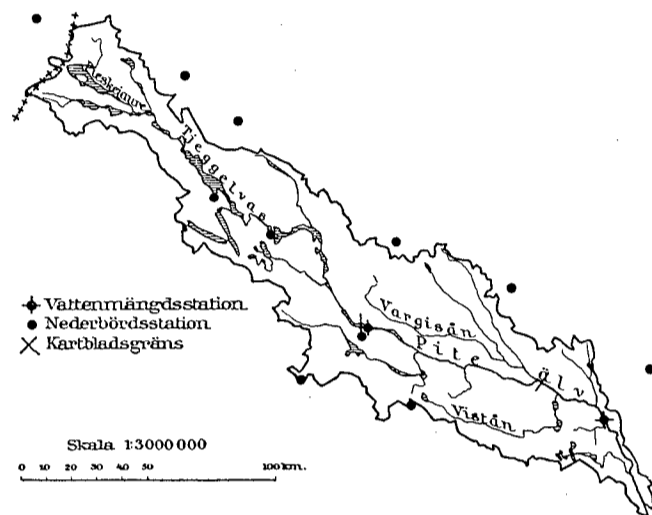 Pieskejaure
Tjeggelvas
Vargisån
Pite älv
Vistån
Vattenmängdsstation
Nederbördsstation
Kartbladsgräns
Skala 1:3000000
0 10 20 30 40 50 100 km.